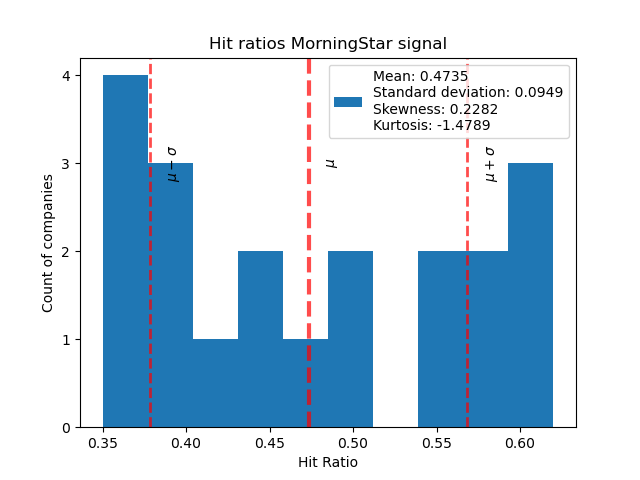 Hit ratios MorningStar signal
Mean: 0.4735
Standard deviation: 0.0949
Skewness: 0.2282
Kurtosis: -1.4789
μ − σ
μ
μ + σ
Count of companies
4
3
2
1
0
0.35 0.40 0.45 0.50 0.55 0.60
Hit Ratio